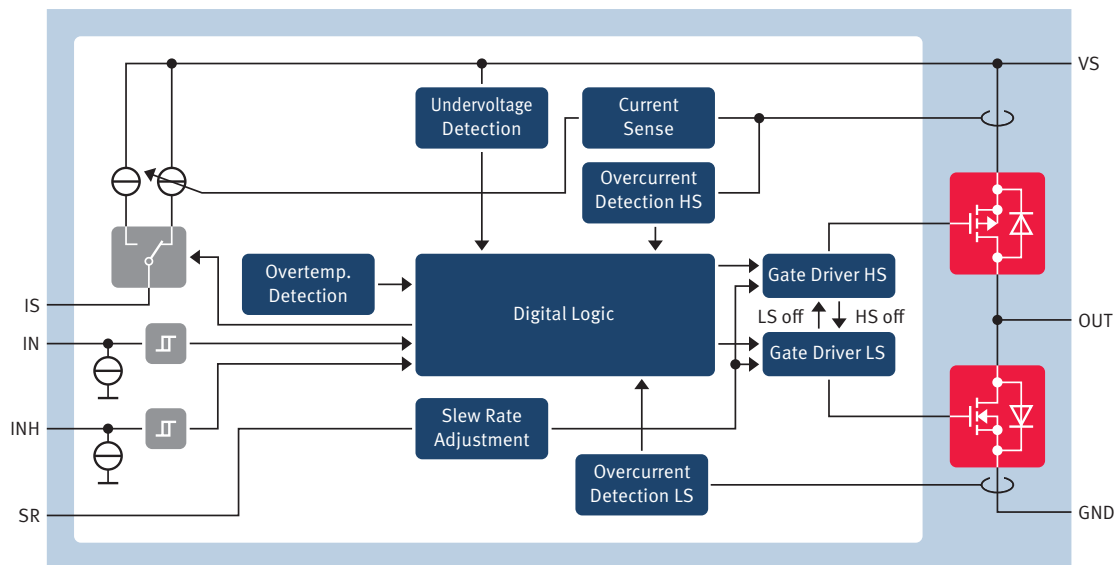 VS
Undervoltage
Detection
Current
Sense
Overcurrent
Detection HS
Overtemp.
Detection
Digital Logic
Gate Driver HS
LS off
HS off
Gate Driver LS
IS
IN
INH
SR
OUT
GND
Slew Rate
Adjustment
Overcurrent
Detection LS